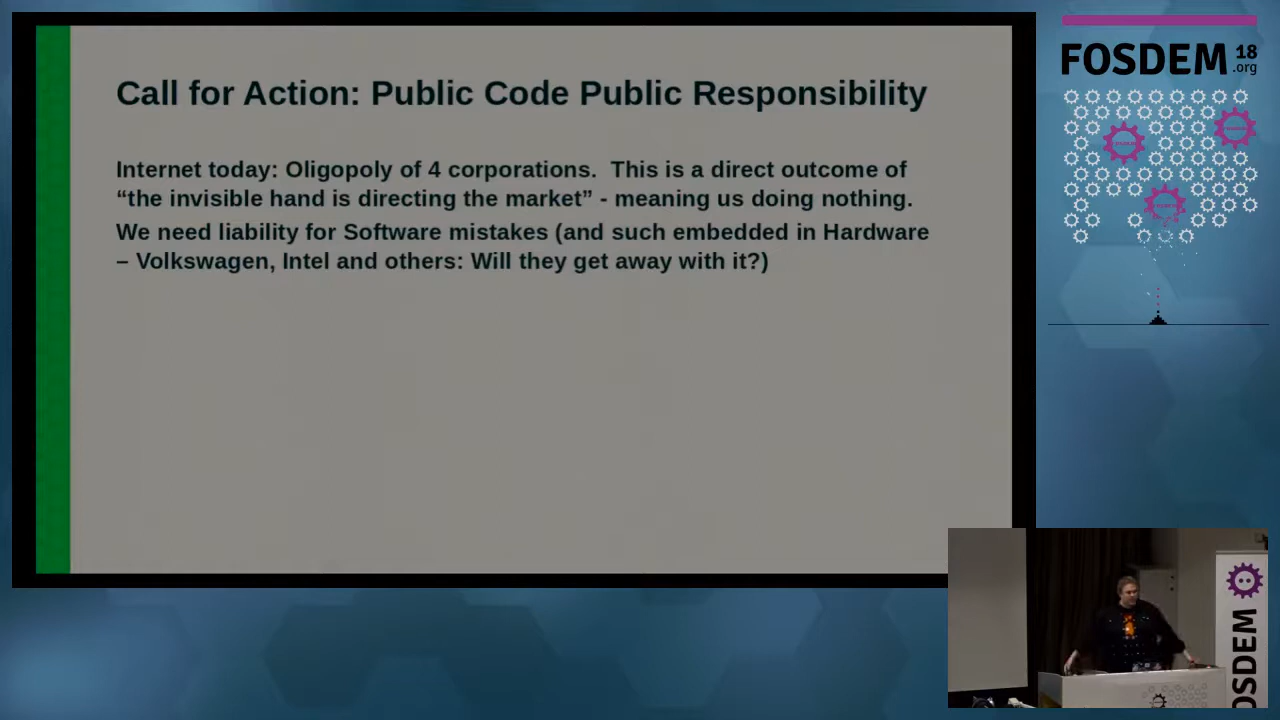 Call for Action: Public Code Public Responsibility
Internet today: Oligopoly of 4 corporations.  This is a direct outcome of
“the invisible hand is directing the market” - meaning us doing nothing.
We need liability for Software mistakes (and such embedded in Hardware
– Volkswagen, Intel and others: Will they get away with it?)
FOSDEM 18
.org
OSDEM